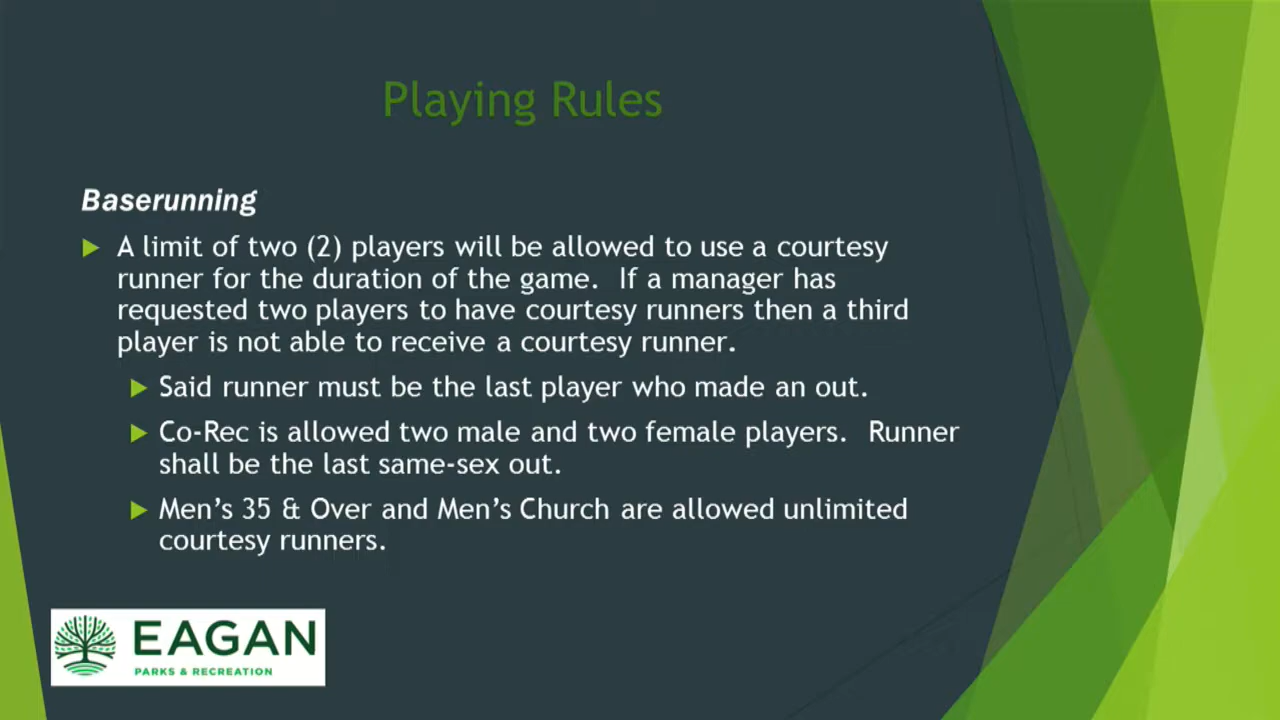 Playing Rules
Baserunning
A limit of two (2) players will be allowed to use a courtesy
runner for the duration of the game.  If a manager has
requested two players to have courtesy runners then a third
player is not able to receive a courtesy runner.
Said runner must be the last player who made an out.
Co-Rec is allowed two male and two female players.  Runner
shall be the last same-sex out.
Men’s 35 & Over and Men’s Church are allowed unlimited
courtesy runners.
EAGAN
PARKS & RECREATION